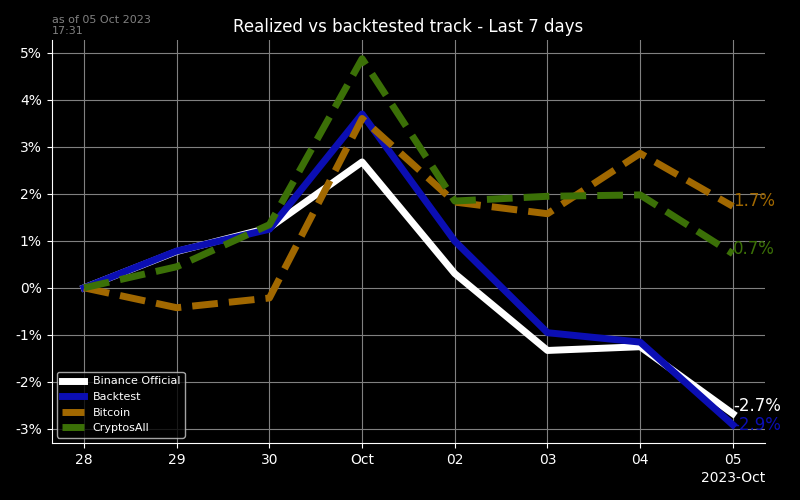 as of 05 Oct 2023
17:31
Realized vs backtested track - Last 7 days
5%
4%
3%
2%
1%
0%
-1%
-2%
-3%
1.7%
0.7%
-2.7%
-2.9%
Binance Official
Backtest
Bitcoin
CryptosAll
28 29 30 Oct 02 03 04 05
2023-Oct